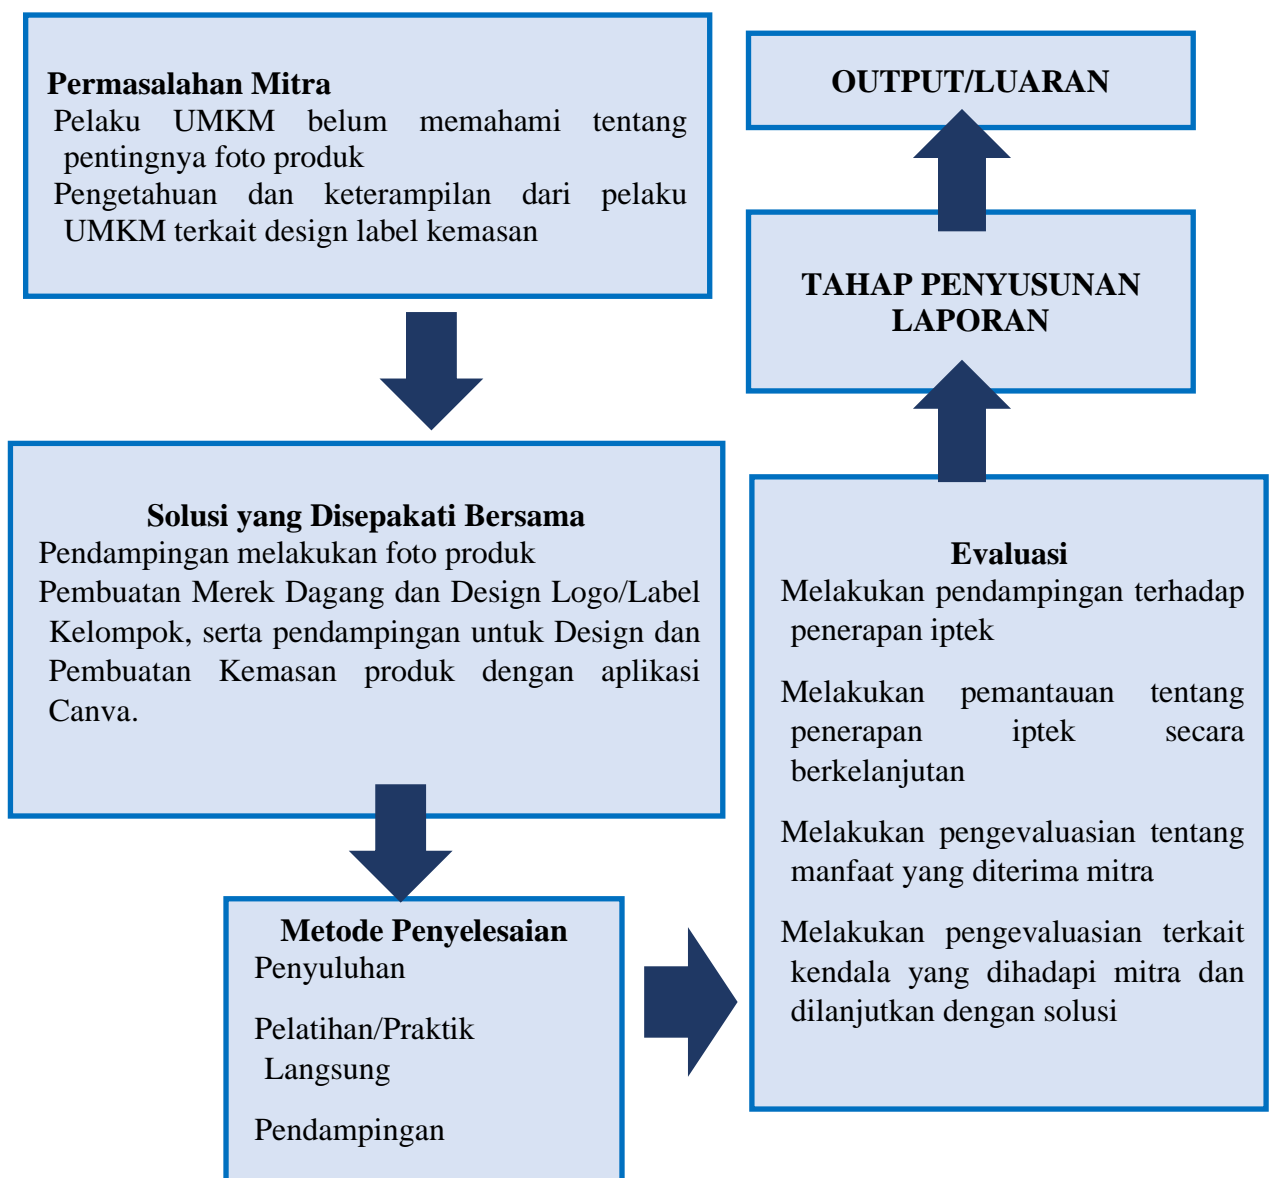 Permasalahan Mitra
Pelaku UMKM belum memahami tentang
pentingnya foto produk
Pengetahuan dan keterampilan dari pelaku
UMKM terkait design label kemasan
Solusi yang Disepakati Bersama
Pendampingan melakukan foto produk
Pembuatan Merek Dagang dan Design Logo/Label
Kelompok, serta pendampingan untuk Design dan
Pembuatan Kemasan produk dengan aplikasi
Canva.
Metode Penyelesaian
Penyuluhan
Pelatihan/Praktik
Langsung
Pendampingan
Evaluasi
Melakukan pendampingan terhadap
penerapan iptek
Melakukan pemantauan tentang
penerapan iptek secara
berkelanjutan
Melakukan pengevaluasian tentang
manfaat yang diterima mitra
Melakukan pengevaluasian terkait
kendala yang dihadapi mitra dan
dilanjutkan dengan solusi
TAHAP PENYUSUNAN
LAPORAN
OUTPUT/LUARAN